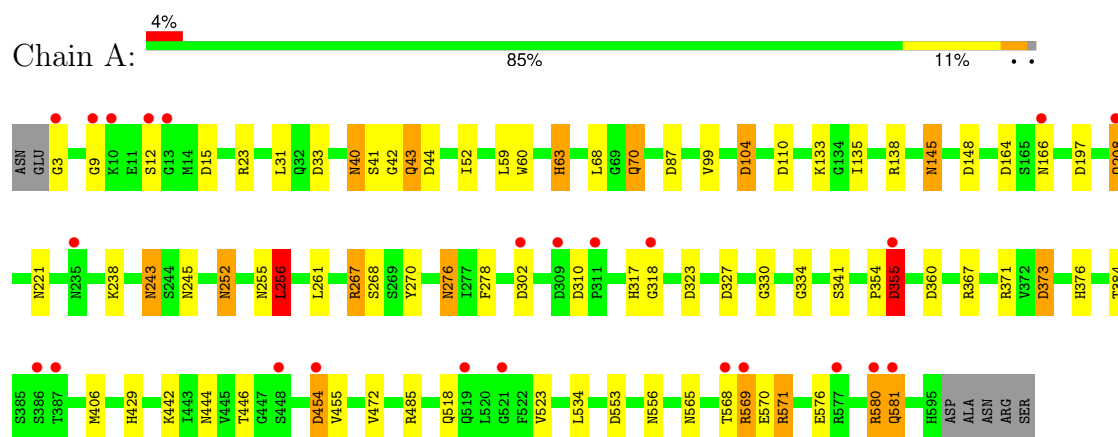 4%
Chain A:
85% 11% • •
ASN GLU G3 G9 K10 E11 S12 G13 M14 D15 R23 L31 Q32 D33 N40 S41 G42 Q43 D44 I52 L59 W60 H63 L68 G69 Q70 D87 V99 D104 D110 K133 G134 I135 R138 N145 D148 D164 S165 N166 D197
N221 N235 K238 N243 S244 N245 N252 N255 L256 L261 R267 S268 S269 Y270 N276 I277 F278 D302 D309 D310 P311 H317 G318 D323 D327 G330 G334 S341 P354 D355 D360 R367 R371 V372 D373 H376 T384
S385 S386 T387 M406 H429 K442 I443 N444 V445 T446 G447 S448 D454 V455 V472 R485 Q518 Q519 L520 G521 F522 V523 L534 D553 N556 N565 T568 R569 E570 R571 E576 R577 R580 Q581 H595 ASP ALA ASN ARG SER